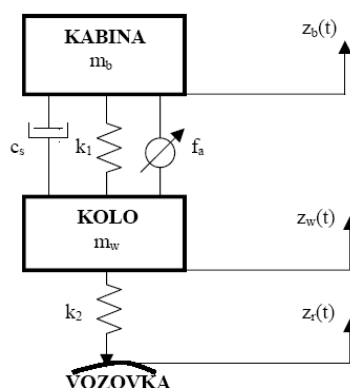 KABINA
m_b
z_b(t)
c_s
k_1
f_a
KOLO
m_w
z_w(t)
k_2
z_r(t)
VOZOVKA